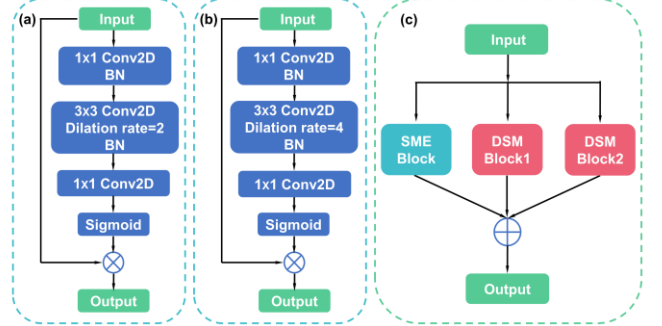 (a)
Input
1x1 Conv2D
BN
3x3 Conv2D
Dilation rate=2
BN
1x1 Conv2D
Sigmoid
Output
(b)
Input
1x1 Conv2D
BN
3x3 Conv2D
Dilation rate=4
BN
1x1 Conv2D
Sigmoid
Output
(c)
Input
SME
Block
DSM
Block1
DSM
Block2
Output